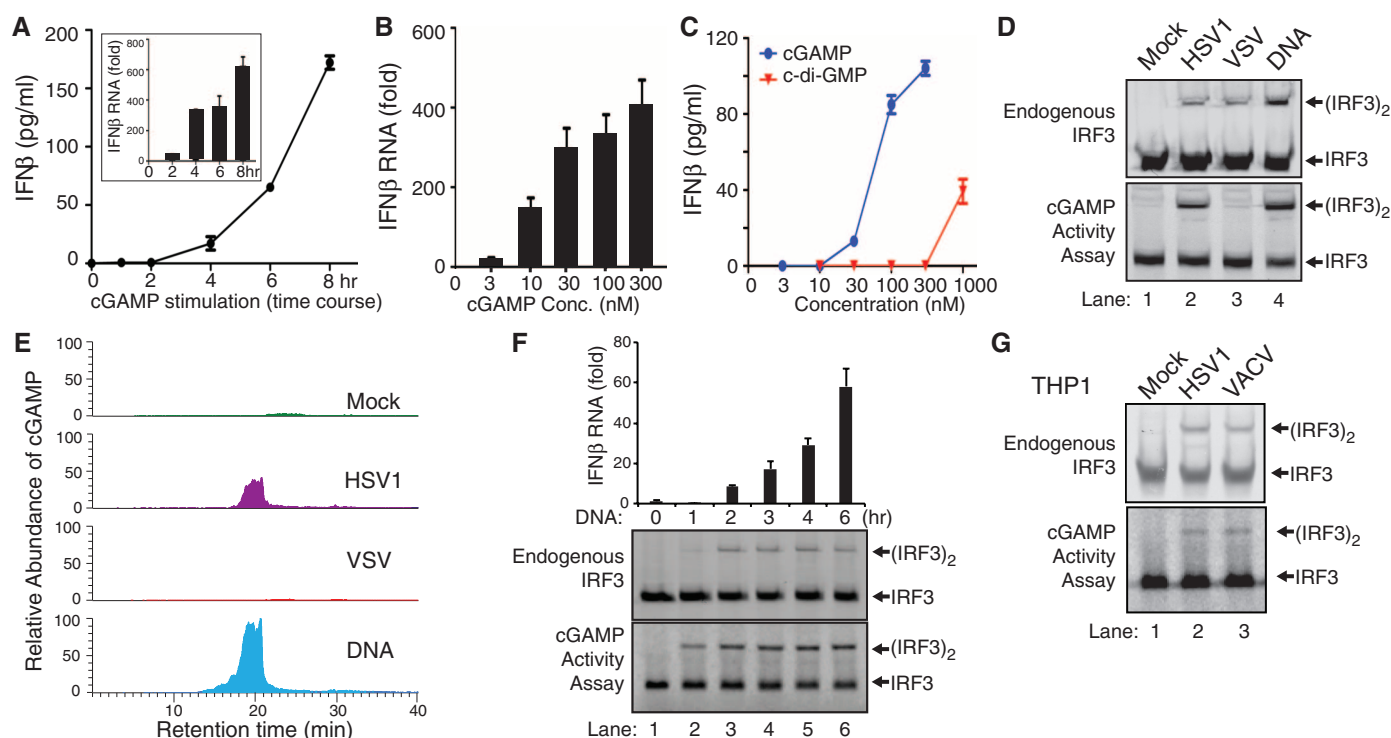 A
IFNβ (pg/ml)
200
150
100
50
0
0 2 4 6 8 hr
cGAMP stimulation (time course)
IFNβ RNA (fold)
800
600
400
200
0
0 2 4 6 8hr
B
IFNβ RNA (fold)
600
400
200
0
0 3 10 30 100 300
cGAMP Conc. (nM)
C
IFNβ (pg/ml)
120
80
40
0
cGAMP
c-di-GMP
0 3 10 30 100 300 1000
Concentration (nM)
D
Mock HSV1 VSV DNA
Endogenous
IRF3
(IRF3)2
IRF3
cGAMP
Activity
Assay
(IRF3)2
IRF3
Lane: 1 2 3 4
E
Relative Abundance of cGAMP
100
50
0
Mock
100
50
0
HSV1
100
50
0
VSV
100
50
0
DNA
10 20 30 40
Retention time (min)
F
IFNβ RNA (fold)
80
60
40
20
0
DNA: 0 1 2 3 4 6 (hr)
Endogenous
IRF3
(IRF3)2
IRF3
cGAMP
Activity
Assay
(IRF3)2
IRF3
Lane: 1 2 3 4 5 6
G
THP1
Mock HSV1 VACV
Endogenous
IRF3
(IRF3)2
IRF3
cGAMP
Activity
Assay
(IRF3)2
IRF3
Lane: 1 2 3